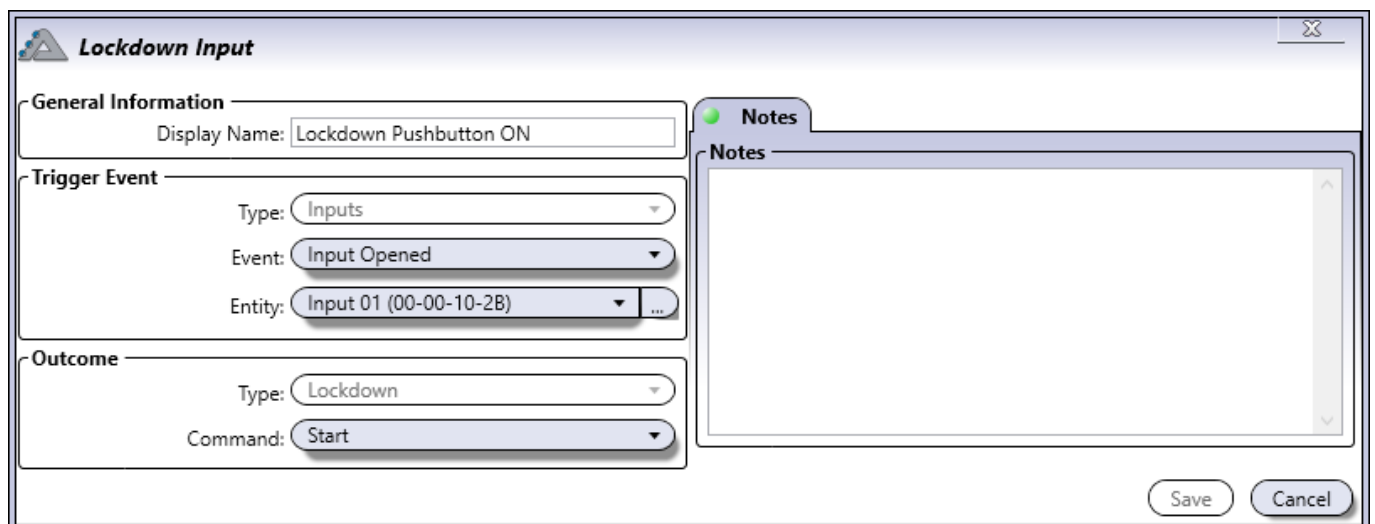 Lockdown Input
General Information
Display Name: Lockdown Pushbutton ON
Trigger Event
Type: Inputs
Event: Input Opened
Entity: Input 01 (00-00-10-2B) ...
Outcome
Type: Lockdown
Command: Start
Notes
Notes
Save Cancel